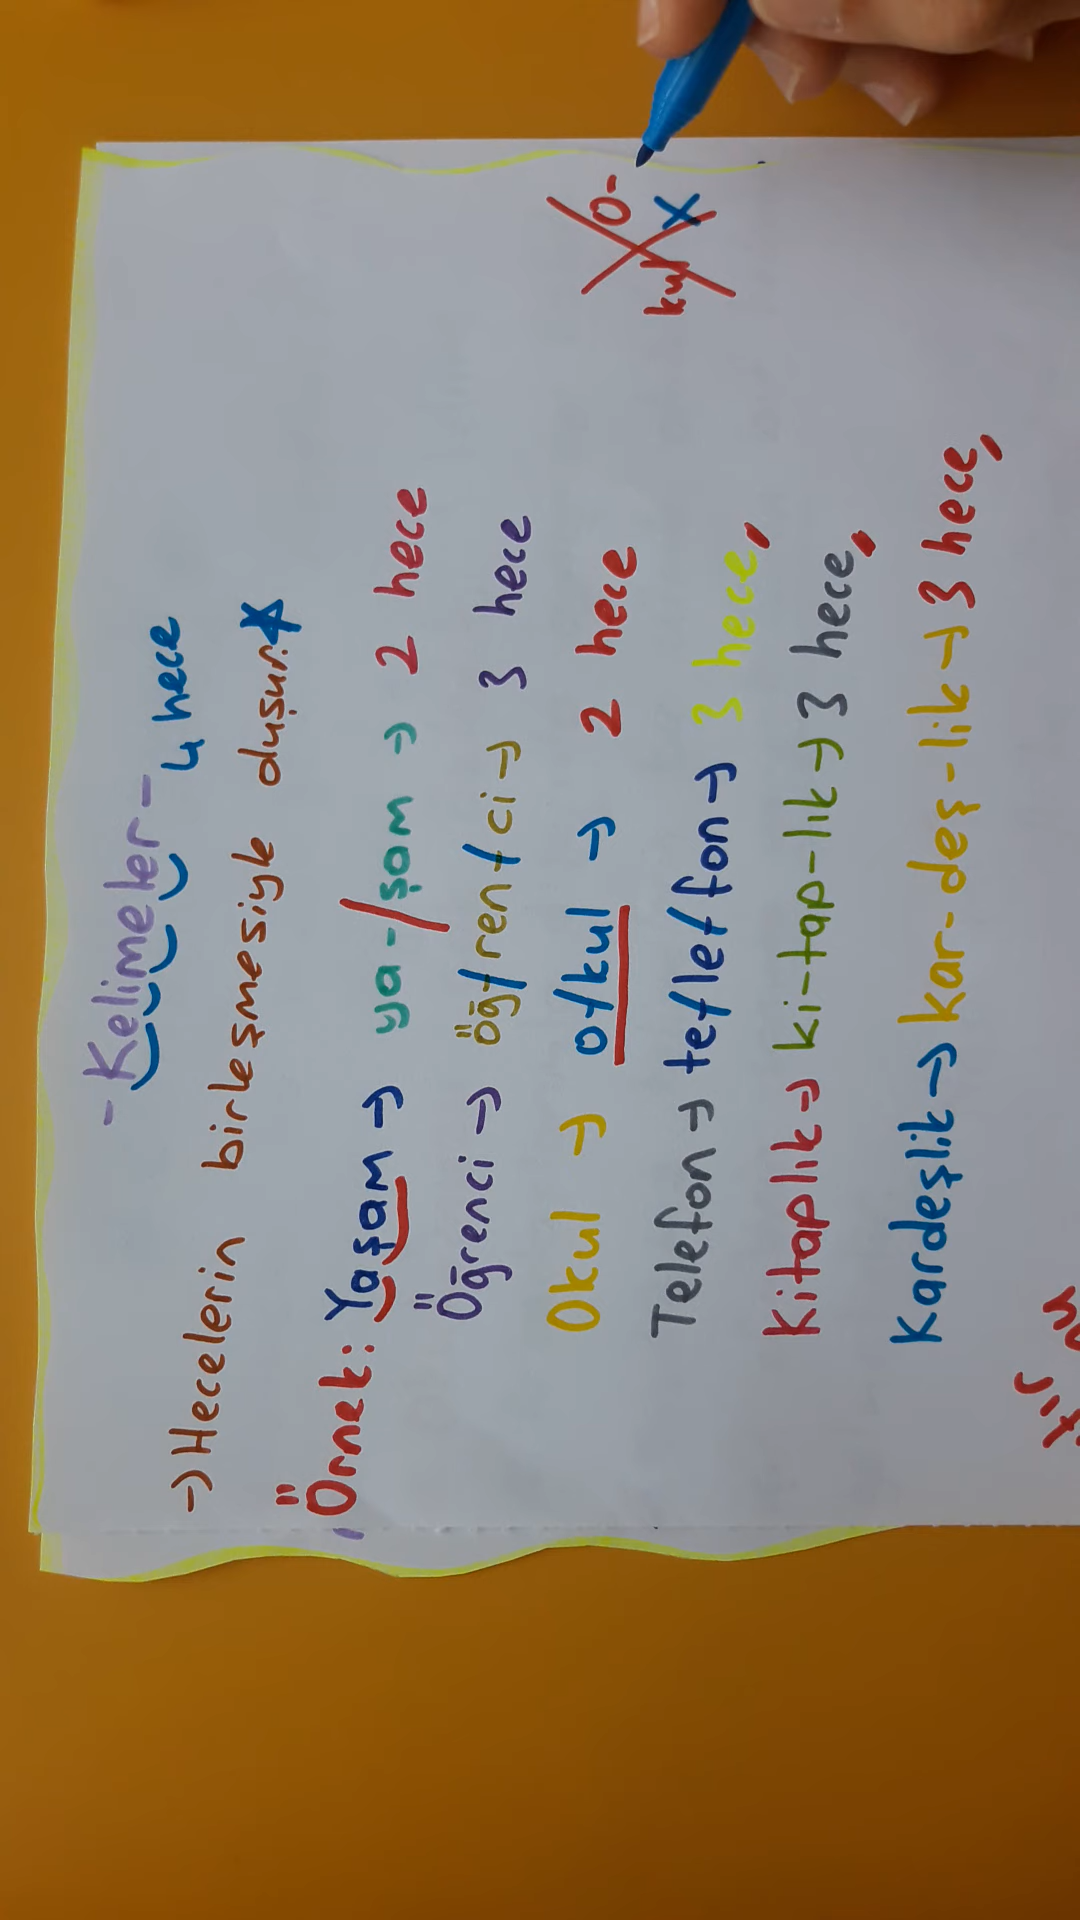 -Kelimeler-
4 hece
→Hecelerin birleşmesiyle oluşur.
Örnek: Yaşam → ya-/şam → 2 hece
Öğrenci → öğ/ren/ci → 3 hece
Okul → o/kul → 2 hece
Telefon → te/le/fon → 3 hece,
Kitaplik → ki-tap-lik → 3 hece,
Kardeşlik → kar-deş-lik → 3 hece,
o-
kul x